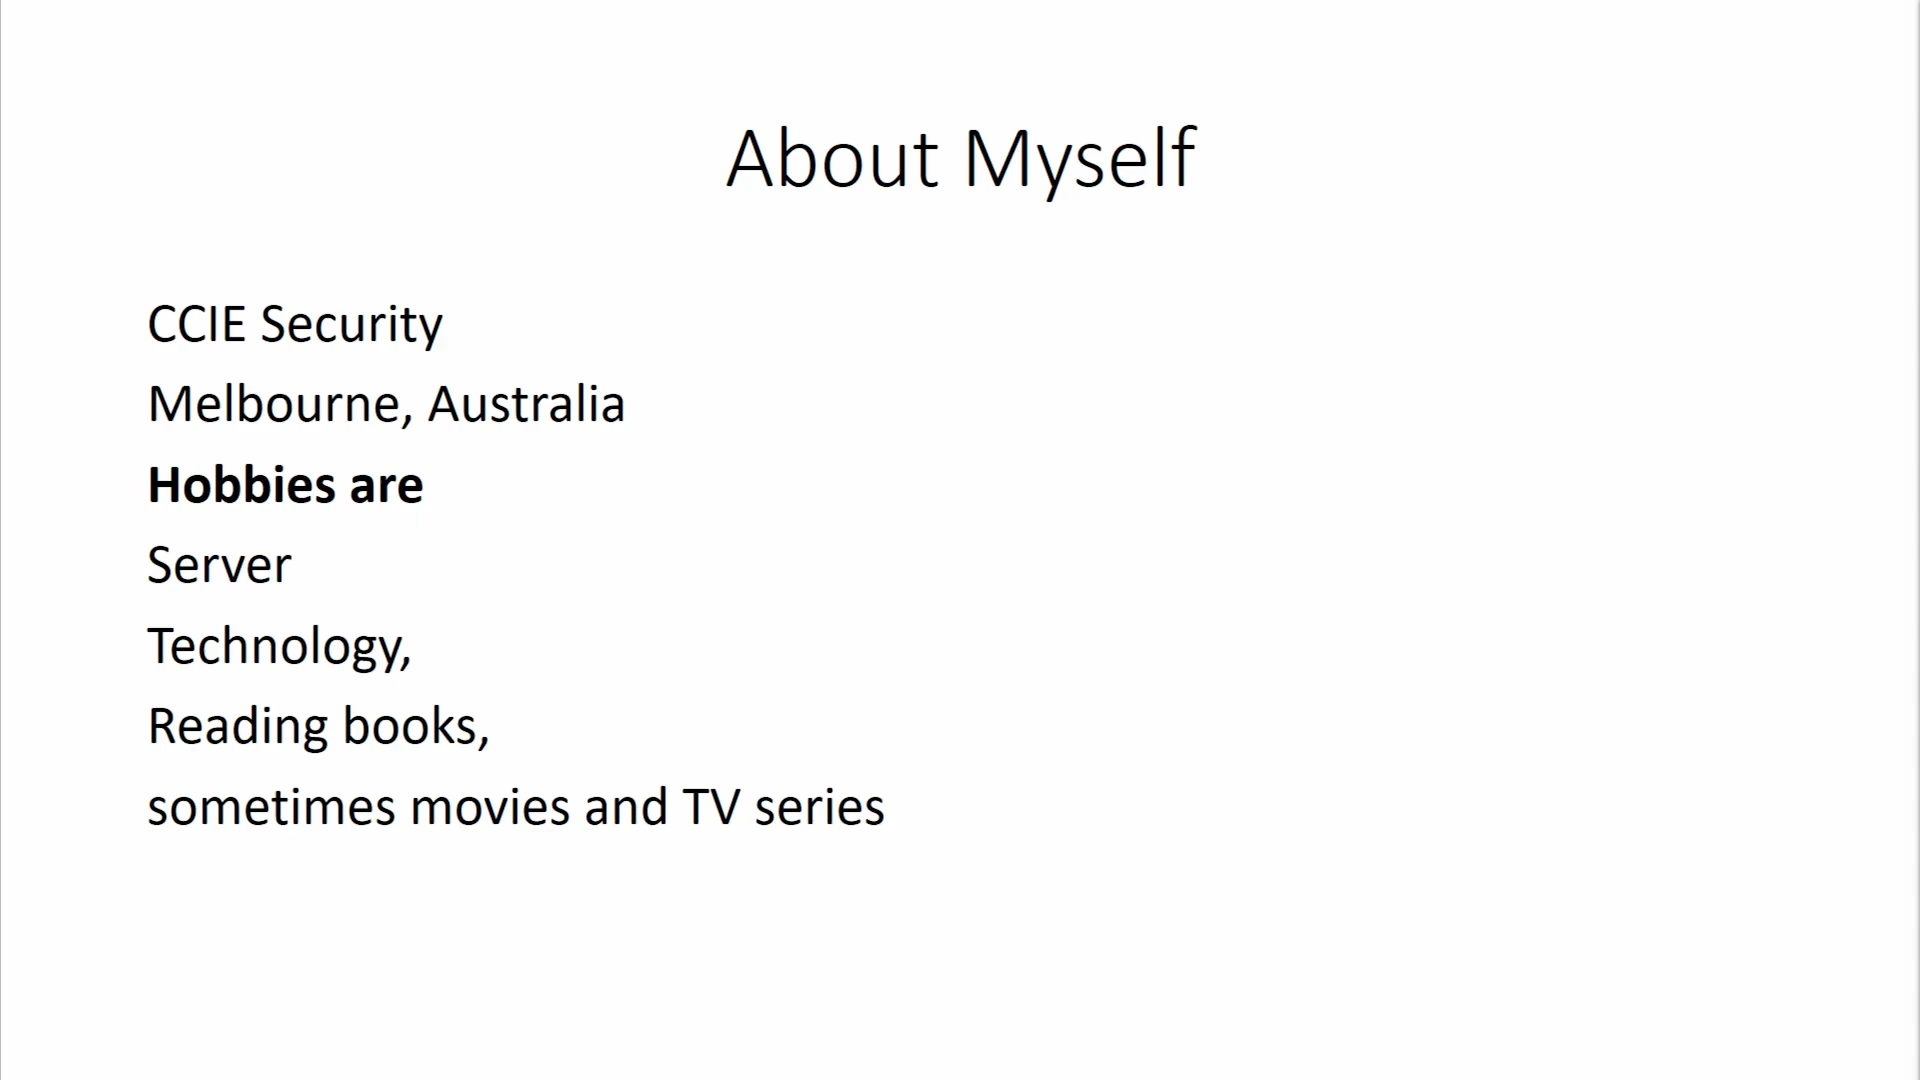 About Myself
CCIE Security
Melbourne, Australia
Hobbies are
Server
Technology,
Reading books,
sometimes movies and TV series